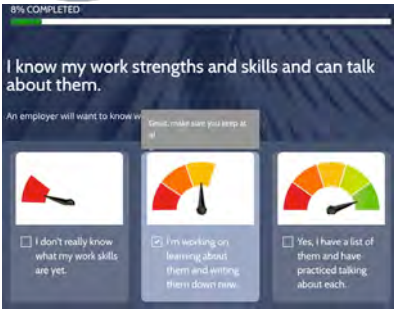 8% COMPLETED
I know my work strengths and skills and can talk
about them.
An employer will want to know w
Great, make sure you keep at
I don't really know
what my work skills
are yet.
I'm working on
learning about
them and writing
them down now.
Yes, I have a list of
them and have
practiced talking
about each.